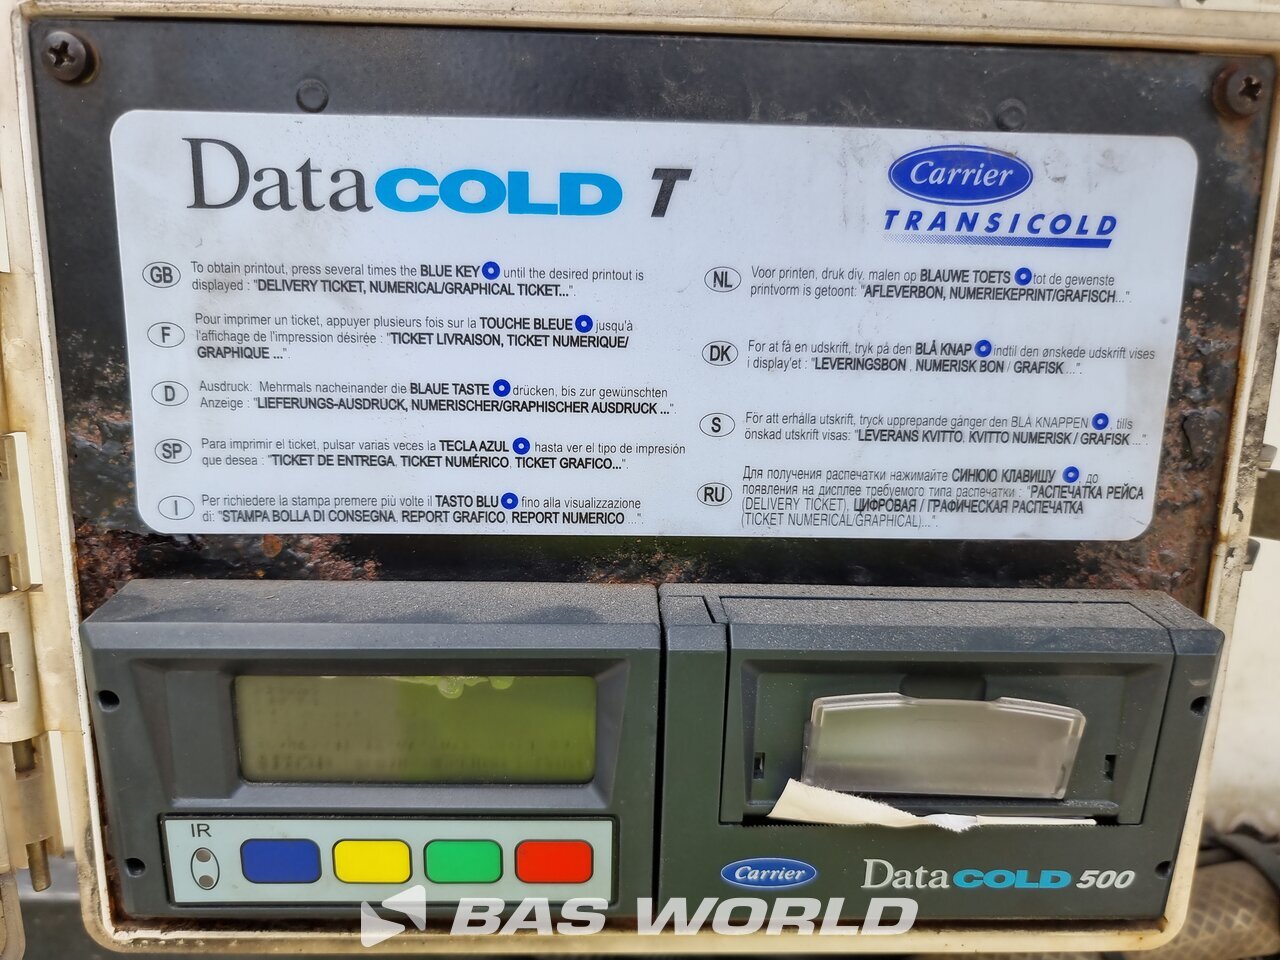 DataCOLD T
Carrier
TRANSICOLD
GB To obtain printout, press several times the BLUE KEY until the desired printout is
displayed : "DELIVERY TICKET, NUMERICAL/GRAPHICAL TICKET...".
F Pour imprimer un ticket, appuyer plusieurs fois sur la TOUCHE BLEUE jusqu'à
l'affichage de l'impression désirée : "TICKET LIVRAISON, TICKET NUMERIQUE/
GRAPHIQUE ...".
D Ausdruck: Mehrmals nacheinander die BLAUE TASTE drücken, bis zur gewünschten
Anzeige : "LIEFERUNGS-AUSDRUCK, NUMERISCHER/GRAPHISCHER AUSDRUCK ...".
SP Para imprimir el ticket, pulsar varias veces la TECLA AZUL hasta ver el tipo de impresión
que desea : "TICKET DE ENTREGA, TICKET NUMÉRICO, TICKET GRAFICO...".
I Per richiedere la stampa premere più volte il TASTO BLU fino alla visualizzazione
di: "STAMPA BOLLA DI CONSEGNA, REPORT GRAFICO, REPORT NUMERICO ...".
NL Voor printen, druk div. malen op BLAUWE TOETS tot de gewenste
printvorm is getoont: "AFLEVERBON, NUMERIEKEPRINT/GRAFISCH...".
DK For at få en udskrift, tryk på den BLÅ KNAP indtil den ønskede udskrift vises
i display'et : "LEVERINGSBON , NUMERISK BON / GRAFISK ...".
S För att erhålla utskrift, tryck upprepande gånger den BLÅ KNAPPEN , tills
önskad utskrift visas: "LEVERANS KVITTO, KVITTO NUMERISK / GRAFISK ...".
RU Для получения распечатки нажимайте СИНЮЮ КЛАВИШУ , до
появления на дисплее требуемого типа распечатки : "РАСПЕЧАТКА РЕЙСА
(DELIVERY TICKET), ЦИФРОВАЯ / ГРАФИЧЕСКАЯ РАСПЕЧАТКА
(TICKET NUMERICAL/GRAPHICAL)...".
IR
Carrier
DataCOLD 500
BAS WORLD